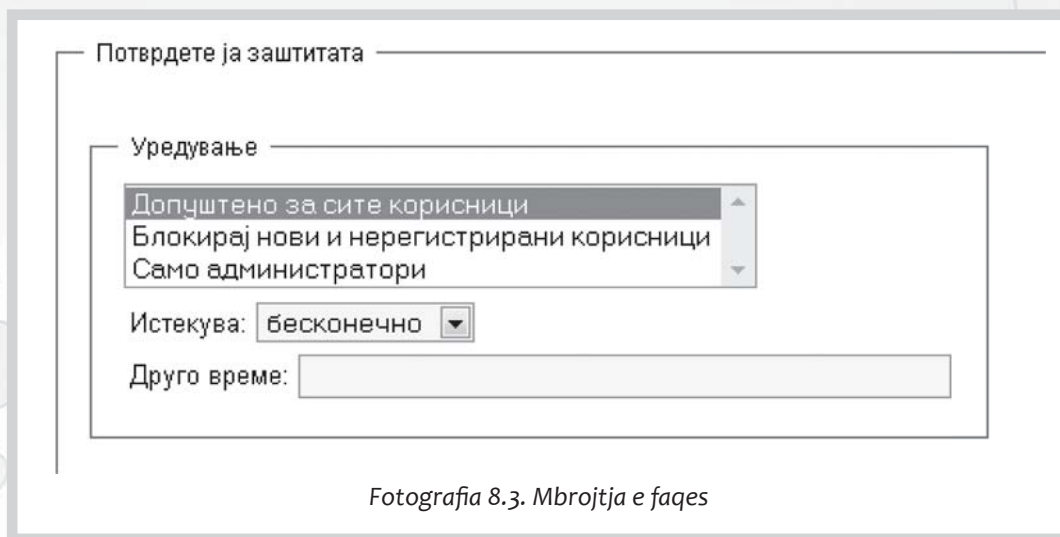 Потврдете ја заштитата
Уредување
Допуштено за сите корисници
Блокирај нови и нерегистрирани корисници
Само администратори
Истекува: бесконечно
Друго време:
Fotografia 8.3. Mbrojtja e faqes